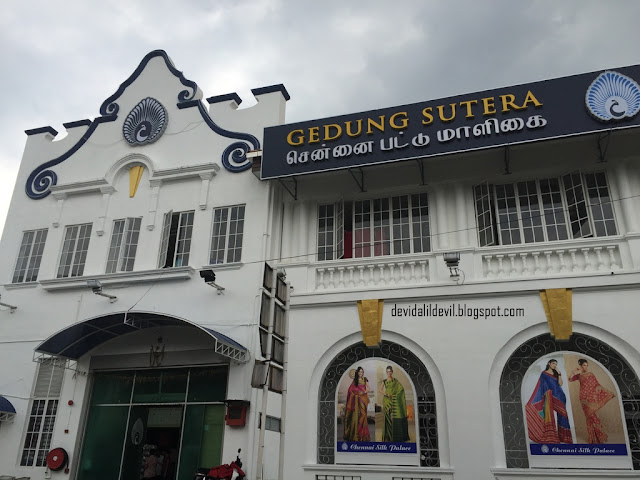 GEDUNG SUTERA
சென்னை பட்டு மாளிகை
devidalildevil.blogspot.com
Chennai Silk Palace
Chennai Silk Palace